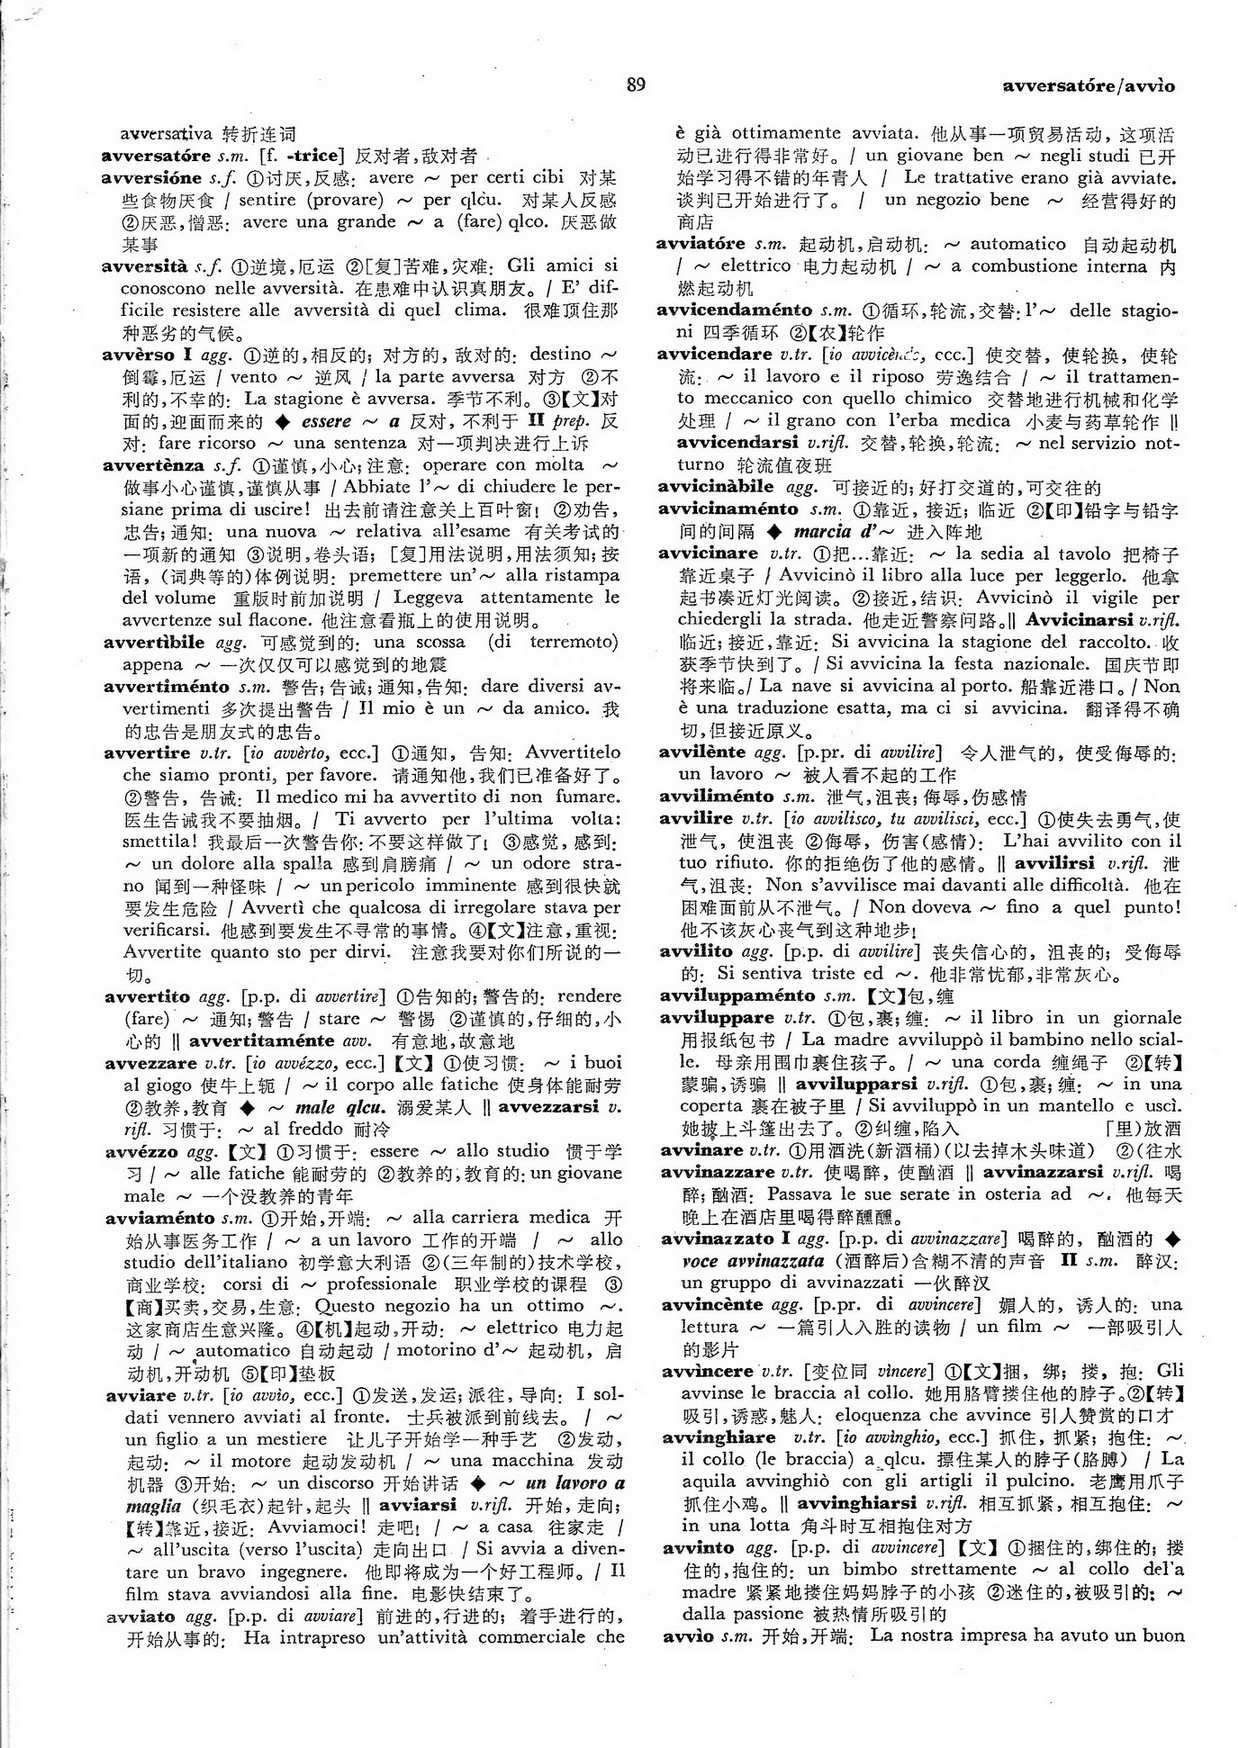 89
avversatóre/avvìo
avversativa 转折连词
avversatóre s.m. [f. -trice] 反对者,敌对者
avversióne s.f. ①讨厌,反感: avere ～ per certi cibi 对某
些食物厌食 / sentire (provare) ～ per qlcu. 对某人反感
②厌恶,憎恶: avere una grande ～ a (fare) qlco. 厌恶做
某事
avversità s.f. ①逆境,厄运 ②[复]苦难,灾难: Gli amici si
conoscono nelle avversità. 在患难中认识真朋友。/ E' dif-
ficile resistere alle avversità di quel clima. 很难顶住那
种恶劣的气候。
avvèrso I agg. ①逆的,相反的; 对方的, 敌对的: destino ～
倒霉,厄运 / vento ～ 逆风 / la parte avversa 对方 ②不
利的,不幸的: La stagione è avversa. 季节不利。③【文】对
面的,迎面而来的 ◆ essere ～ a 反对, 不利于 II prep. 反
对: fare ricorso ～ una sentenza 对一项判决进行上诉
avvertènza s.f. ①谨慎,小心; 注意: operare con molta ～
做事小心谨慎,谨慎从事 / Abbiate l'～ di chiudere le per-
siane prima di uscire! 出去前请注意关上百叶窗! ②劝告,
忠告; 通知: una nuova ～ relativa all'esame 有关考试的
一项新的通知 ③说明,卷头语; [复]用法说明,用法须知; 按
语, (词典等的)体例说明: premettere un'～ alla ristampa
del volume 重版时前加说明 / Leggeva attentamente le
avvertenze sul flacone. 他注意看瓶上的使用说明。
avvertìbile agg. 可感觉到的: una scossa (di terremoto)
appena ～ 一次仅仅可以感觉到的地震
avvertiménto s.m. 警告; 告诫; 通知,告知: dare diversi av-
vertimenti 多次提出警告 / Il mio è un ～ da amico. 我
的忠告是朋友式的忠告。
avvertire v.tr. [io avvèrto, ecc.] ①通知, 告知: Avvertitelo
che siamo pronti, per favore. 请通知他,我们已准备好了。
②警告, 告诫: Il medico mi ha avvertito di non fumare.
医生告诫我不要抽烟。/ Ti avverto per l'ultima volta:
smettila! 我最后一次警告你: 不要这样做了! ③感觉, 感到:
～ un dolore alla spalla 感到肩膀痛 / ～ un odore stra-
no 闻到一种怪味 / ～ un pericolo imminente 感到很快就
要发生危险 / Avvertì che qualcosa di irregolare stava per
verificarsi. 他感到要发生不寻常的事情。④【文】注意,重视:
Avvertite quanto sto per dirvi. 注意我要对你们所说的一
切。
avvertito agg. [p.p. di avvertire] ①告知的; 警告的: rendere
(fare) ～ 通知; 警告 / stare ～ 警惕 ②谨慎的,仔细的,小
心的 ‖ avvertitaménte avv. 有意地,故意地
avvezzare v.tr. [io avvézzo, ecc.]【文】①使习惯: ～ i buoi
al giogo 使牛上轭 / ～ il corpo alle fatiche 使身体能耐劳
②教养,教育 ◆ ～ male qlcu. 溺爱某人 ‖ avvezzarsi v.
rifl. 习惯于: ～ al freddo 耐冷
avvézzo agg.【文】①习惯于: essere ～ allo studio 惯于学
习 / ～ alle fatiche 能耐劳的 ②教养的,教育的: un giovane
male ～ 一个没教养的青年
avviaménto s.m. ①开始,开端: ～ alla carriera medica 开
始从事医务工作 / ～ a un lavoro 工作的开端 / ～ allo
studio dell'italiano 初学意大利语 ②(三年制的)技术学校,
商业学校: corsi di ～ professionale 职业学校的课程 ③
【商】买卖,交易,生意: Questo negozio ha un ottimo ～.
这家商店生意兴隆。④【机】起动,开动: ～ elettrico 电力起
动 / ～ automatico 自动起动 / motorino d'～ 起动机, 启
动机,开动机 ⑤【印】垫板
avviare v.tr. [io avvìo, ecc.] ①发送,发运; 派往, 导向: I sol-
dati vennero avviati al fronte. 士兵被派到前线去。/ ～
un figlio a un mestiere 让儿子开始学一种手艺 ②发动,
起动: ～ il motore 起动发动机 / ～ una macchina 发动
机器 ③开始: ～ un discorso 开始讲话 ◆ ～ un lavoro a
maglia (织毛衣)起针,起头 ‖ avviarsi v.rifl. 开始, 走向;
【转】靠近,接近: Avviamoci! 走吧! / ～ a casa 往家走 /
～ all'uscita (verso l'uscita) 走向出口 / Si avvia a diven-
tare un bravo ingegnere. 他即将成为一个好工程师。/ Il
film stava avviandosi alla fine. 电影快结束了。
avviato agg. [p.p. di avviare] 前进的,行进的; 着手进行的,
开始从事的: Ha intrapreso un'attività commerciale che
è già ottimamente avviata. 他从事一项贸易活动, 这项活
动已进行得非常好。/ un giovane ben ～ negli studi 已开
始学习得不错的年青人 / Le trattative erano già avviate.
谈判已开始进行了。/ un negozio bene ～ 经营得好的
商店
avviatóre s.m. 起动机,启动机: ～ automatico 自动起动机
/ ～ elettrico 电力起动机 / ～ a combustione interna 内
燃起动机
avvicendaménto s.m. ①循环,轮流,交替: l'～ delle stagio-
ni 四季循环 ②【农】轮作
avvicendare v.tr. [io avvicèndo, ecc.] 使交替, 使轮换, 使轮
流: ～ il lavoro e il riposo 劳逸结合 / ～ il trattamen-
to meccanico con quello chimico 交替地进行机械和化学
处理 / ～ il grano con l'erba medica 小麦与药草轮作 ‖
avvicendarsi v.rifl. 交替,轮换,轮流: ～ nel servizio not-
turno 轮流值夜班
avvicinàbile agg. 可接近的; 好打交道的,可交往的
avvicinaménto s.m. ①靠近, 接近; 临近 ②【印】铅字与铅字
间的间隔 ◆ marcia d'～ 进入阵地
avvicinare v.tr. ①把…靠近: ～ la sedia al tavolo 把椅子
靠近桌子 / Avvicinò il libro alla luce per leggerlo. 他拿
起书凑近灯光阅读。②接近,结识: Avvicinò il vigile per
chiedergli la strada. 他走近警察问路。‖ Avvicinarsi v.rifl.
临近; 接近,靠近: Si avvicina la stagione del raccolto. 收
获季节快到了。/ Si avvicina la festa nazionale. 国庆节即
将来临。/ La nave si avvicina al porto. 船靠近港口。/ Non
è una traduzione esatta, ma ci si avvicina. 翻译得不确
切,但接近原义。
avvilènte agg. [p.pr. di avvilire] 令人泄气的, 使受侮辱的:
un lavoro ～ 被人看不起的工作
avviliménto s.m. 泄气,沮丧; 侮辱,伤感情
avvilire v.tr. [io avvilisco, tu avvilisci, ecc.] ①使失去勇气,使
泄气, 使沮丧 ②侮辱, 伤害(感情): L'hai avvilito con il
tuo rifiuto. 你的拒绝伤了他的感情。‖ avvilirsi v.rifl. 泄
气,沮丧: Non s'avvilisce mai davanti alle difficoltà. 他在
困难面前从不泄气。/ Non doveva ～ fino a quel punto!
他不该灰心丧气到这种地步!
avvilito agg. [p.p. di avvilire] 丧失信心的, 沮丧的; 受侮辱
的: Si sentiva triste ed ～. 他非常忧郁,非常灰心。
avviluppaménto s.m.【文】包,缠
avviluppare v.tr. ①包,裹; 缠: ～ il libro in un giornale
用报纸包书 / La madre avviluppò il bambino nello scial-
le. 母亲用围巾裹住孩子。/ ～ una corda 缠绳子 ②【转】
蒙骗,诱骗 ‖ avvilupparsi v.rifl. ①包,裹; 缠: ～ in una
coperta 裹在被子里 / Si avviluppò in un mantello e uscì.
她披上斗篷出去了。②纠缠,陷入 「里)放酒
avvinare v.tr. ①用酒洗(新酒桶)(以去掉木头味道) ②(往水
avvinazzare v.tr. 使喝醉, 使酗酒 ‖ avvinazzarsi v.rifl. 喝
醉; 酗酒: Passava le sue serate in osteria ad ～. 他每天
晚上在酒店里喝得醉醺醺。
avvinazzato I agg. [p.p. di avvinazzare] 喝醉的, 酗酒的 ◆
voce avvinazzata (酒醉后)含糊不清的声音 II s.m. 醉汉:
un gruppo di avvinazzati 一伙醉汉
avvincènte agg. [p.pr. di avvincere] 媚人的, 诱人的: una
lettura ～ 一篇引人入胜的读物 / un film ～ 一部吸引人
的影片
avvìncere v.tr. [变位同 vìncere] ①【文】捆, 绑; 搂, 抱: Gli
avvinse le braccia al collo. 她用胳臂搂住他的脖子。②【转】
吸引,诱惑,魅人: eloquenza che avvince 引人赞赏的口才
avvinghiare v.tr. [io avvìnghio, ecc.] 抓住, 抓紧; 抱住: ～
il collo (le braccia) a qlcu. 摽住某人的脖子(胳膊) / La
aquila avvinghiò con gli artigli il pulcino. 老鹰用爪子
抓住小鸡。‖ avvinghiarsi v.rifl. 相互抓紧, 相互抱住: ～
in una lotta 角斗时互相抱住对方
avvinto agg. [p.p. di avvincere]【文】①捆住的,绑住的; 搂
住的,抱住的: un bimbo strettamente ～ al collo della
madre 紧紧地搂住妈妈脖子的小孩 ②迷住的,被吸引的: ～
dalla passione 被热情所吸引的
avvìo s.m. 开始,开端: La nostra impresa ha avuto un buon